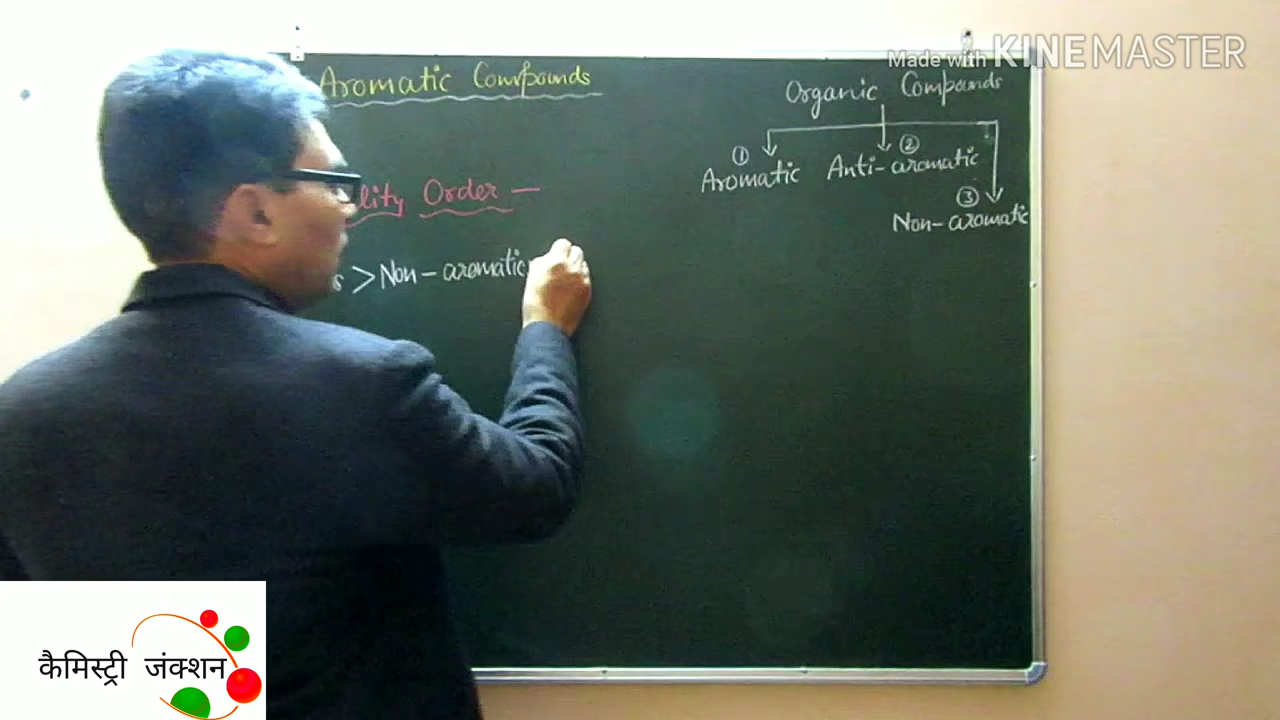 Made with KINEMASTER
Aromatic Compounds
Organic Compounds
① ②
Aromatic Anti-aromatic
③
Non-aromatic
Order —
> Non-aromatic
कैमिस्ट्री जंक्शन